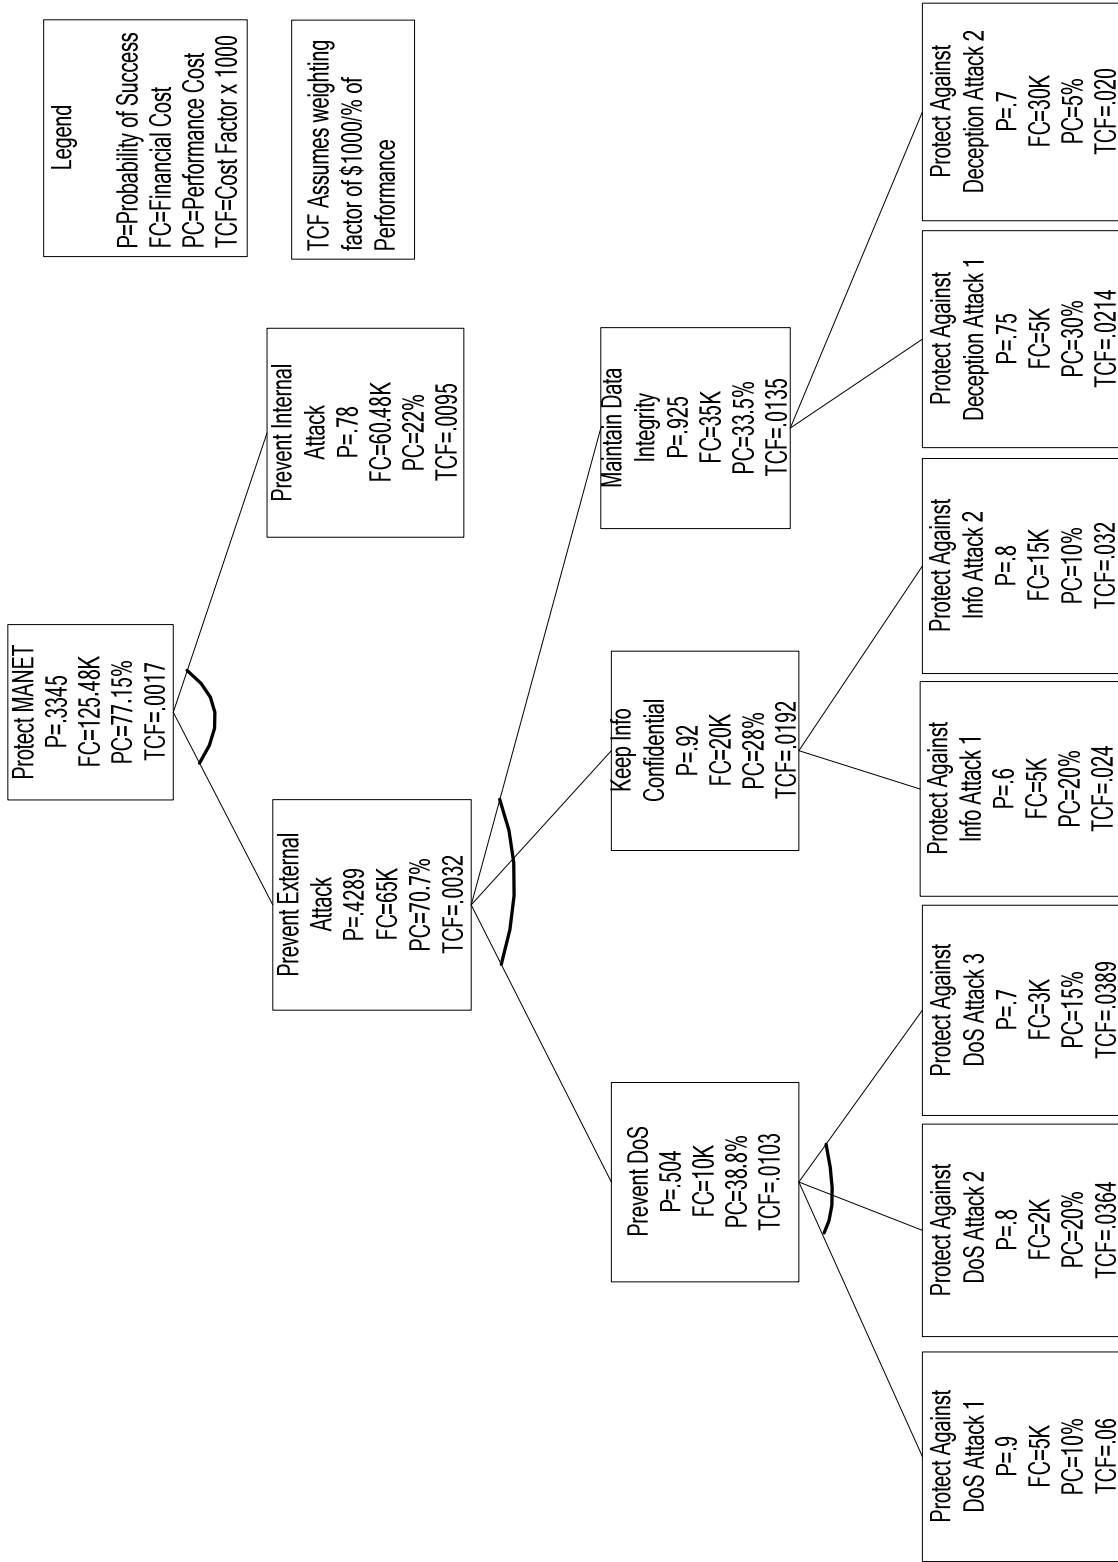 Legend
P=Probability of Success
FC=Financial Cost
PC=Performance Cost
TCF=Cost Factor x 1000
TCF Assumes weighting
factor of $1000/% of
Performance
Protect MANET
P=.3345
FC=125.48K
PC=77.15%
TCF=.0017
Prevent External
Attack
P=.4289
FC=65K
PC=70.7%
TCF=.0032
Prevent Internal
Attack
P=.78
FC=60.48K
PC=22%
TCF=.0095
Prevent DoS
P=.504
FC=10K
PC=38.8%
TCF=.0103
Keep Info
Confidential
P=.92
FC=20K
PC=28%
TCF=.0192
Maintain Data
Integrity
P=.925
FC=35K
PC=33.5%
TCF=.0135
Protect Against
DoS Attack 1
P=.9
FC=5K
PC=10%
TCF=.06
Protect Against
DoS Attack 2
P=.8
FC=2K
PC=20%
TCF=.0364
Protect Against
DoS Attack 3
P=.7
FC=3K
PC=15%
TCF=.0389
Protect Against
Info Attack 1
P=.6
FC=5K
PC=20%
TCF=.024
Protect Against
Info Attack 2
P=.8
FC=15K
PC=10%
TCF=.032
Protect Against
Deception Attack 1
P=.75
FC=5K
PC=30%
TCF=.0214
Protect Against
Deception Attack 2
P=.7
FC=30K
PC=5%
TCF=.020